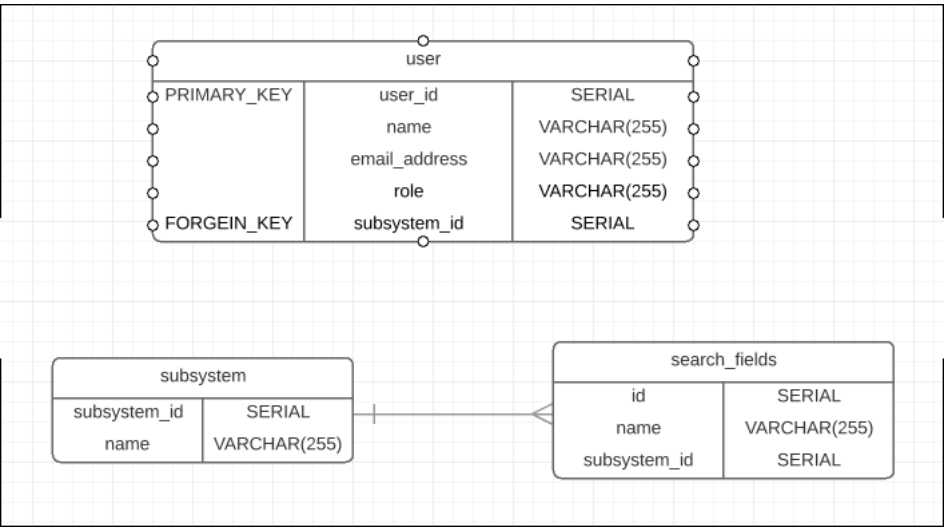 user
PRIMARY_KEY user_id SERIAL
name VARCHAR(255)
email_address VARCHAR(255)
role VARCHAR(255)
FORGEIN_KEY subsystem_id SERIAL
subsystem
subsystem_id SERIAL
name VARCHAR(255)
search_fields
id SERIAL
name VARCHAR(255)
subsystem_id SERIAL